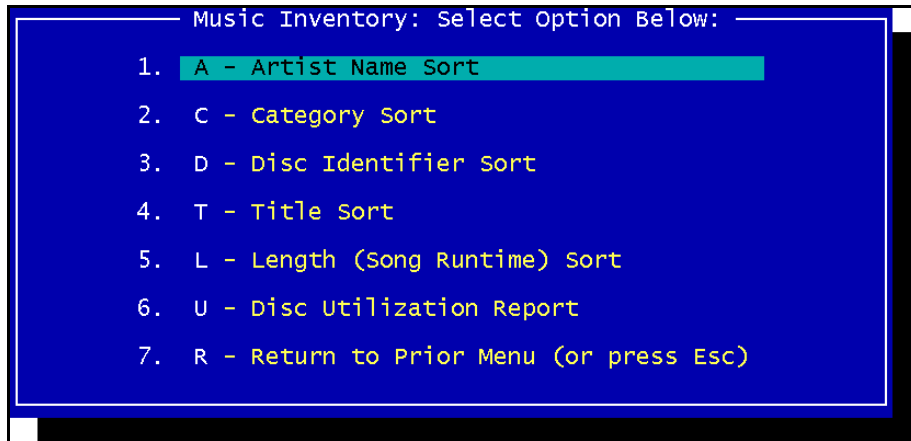 Music Inventory: Select Option Below:
1. A - Artist Name Sort
2. C - Category Sort
3. D - Disc Identifier Sort
4. T - Title Sort
5. L - Length (Song Runtime) Sort
6. U - Disc Utilization Report
7. R - Return to Prior Menu (or press Esc)